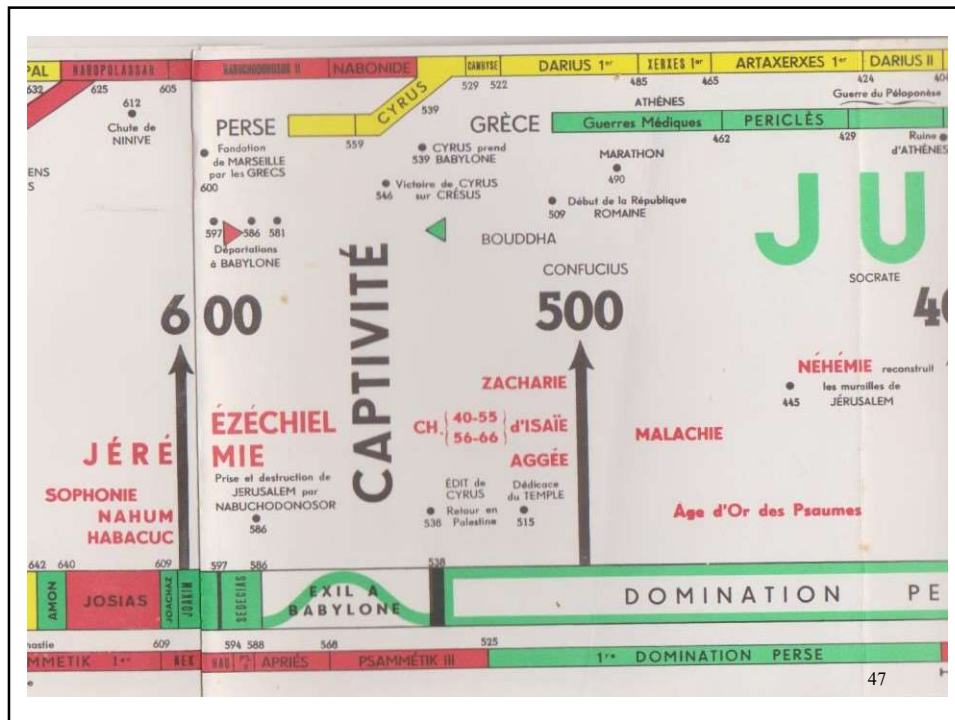 PAL NABOPOLASSAR NABUCHODONOSOR II NABONIDE CYRUS CAMBYSE DARIUS 1er XERXES 1er ARTAXERXES 1er DARIUS II
632 625 605 539 529 522 485 465 424 404
612
Chute de
NINIVE
PERSE
559
GRÈCE
ATHÈNES
Guerres Médiques PERICLÈS
Guerre du Péloponèse
462 429
Ruine
d'ATHÈNES
ENS
S
Fondation
de MARSEILLE
par les GRECS
600
CYRUS prend
539 BABYLONE
Victoire de CYRUS
546 sur CRÉSUS
MARATHON
490
Début de la République
509 ROMAINE
597 586 581
Déportations
à BABYLONE
BOUDDHA
JU
CONFUCIUS
SOCRATE
600
CAPTIVITÉ
500
40
ZACHARIE
NÉHÉMIE reconstruit
les murailles de
445 JÉRUSALEM
ÉZÉCHIEL
JÉRÉ MIE
CH. 40-55 d'ISAÏE
56-66
MALACHIE
AGGÉE
SOPHONIE
NAHUM
HABACUC
Prise et destruction de
JERUSALEM par
NABUCHODONOSOR
586
ÉDIT de
CYRUS
Retour en
538 Palestine
Dédicace
du TEMPLE
515
Âge d'Or des Psaumes
642 640 609 597 586 538
AMON JOSIAS JOACHAZ JOAKIM SEDECIAS EXIL A
BABYLONE
DOMINATION PE
nastie 609 594 588 568 525
MMETIK 1er NEK HAU APRIÉS PSAMMÉTIK III 1re DOMINATION PERSE
e
47